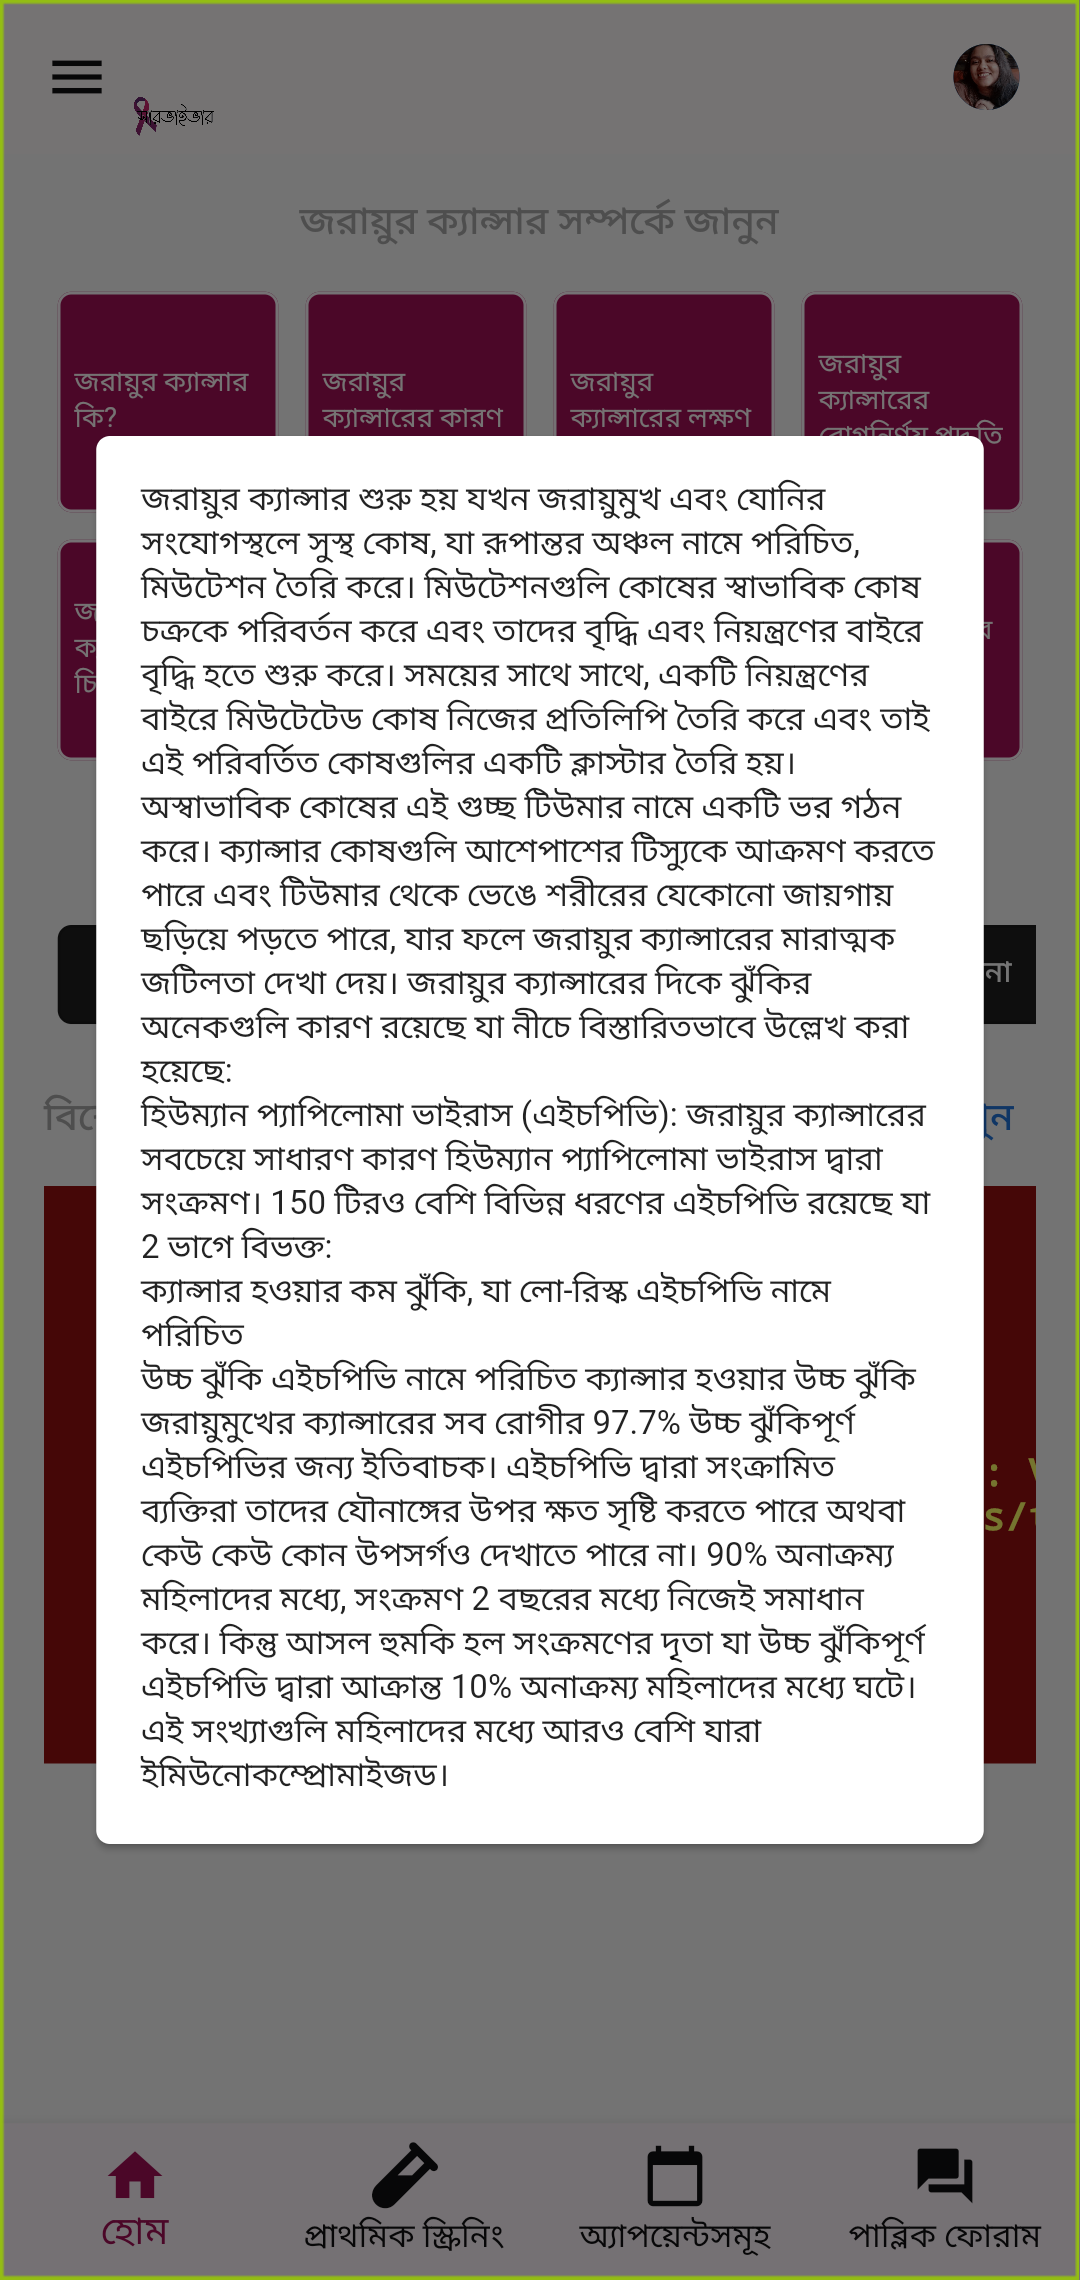 সারভাইভার
জরায়ুর ক্যান্সার সম্পর্কে জানুন
জরায়ুর ক্যান্সার
কি?
জরায়ুর
ক্যান্সারের কারণ
জরায়ুর
ক্যান্সারের লক্ষণ
জরায়ুর
ক্যান্সারের
রোগনির্ণয় পদ্ধতি
জরায়ুর ক্যান্সার শুরু হয় যখন জরায়ুমুখ এবং যোনির
সংযোগস্থলে সুস্থ কোষ, যা রূপান্তর অঞ্চল নামে পরিচিত,
মিউটেশন তৈরি করে। মিউটেশনগুলি কোষের স্বাভাবিক কোষ
চক্রকে পরিবর্তন করে এবং তাদের বৃদ্ধি এবং নিয়ন্ত্রণের বাইরে
বৃদ্ধি হতে শুরু করে। সময়ের সাথে সাথে, একটি নিয়ন্ত্রণের
বাইরে মিউটেটেড কোষ নিজের প্রতিলিপি তৈরি করে এবং তাই
এই পরিবর্তিত কোষগুলির একটি ক্লাস্টার তৈরি হয়।
অস্বাভাবিক কোষের এই গুচ্ছ টিউমার নামে একটি ভর গঠন
করে। ক্যান্সার কোষগুলি আশেপাশের টিস্যুকে আক্রমণ করতে
পারে এবং টিউমার থেকে ভেঙে শরীরের যেকোনো জায়গায়
ছড়িয়ে পড়তে পারে, যার ফলে জরায়ুর ক্যান্সারের মারাত্মক
জটিলতা দেখা দেয়। জরায়ুর ক্যান্সারের দিকে ঝুঁকির
অনেকগুলি কারণ রয়েছে যা নীচে বিস্তারিতভাবে উল্লেখ করা
হয়েছে:
হিউম্যান প্যাপিলোমা ভাইরাস (এইচপিভি): জরায়ুর ক্যান্সারের
সবচেয়ে সাধারণ কারণ হিউম্যান প্যাপিলোমা ভাইরাস দ্বারা
সংক্রমণ। 150 টিরও বেশি বিভিন্ন ধরণের এইচপিভি রয়েছে যা
2 ভাগে বিভক্ত:
ক্যান্সার হওয়ার কম ঝুঁকি, যা লো-রিস্ক এইচপিভি নামে
পরিচিত
উচ্চ ঝুঁকি এইচপিভি নামে পরিচিত ক্যান্সার হওয়ার উচ্চ ঝুঁকি
জরায়ুমুখের ক্যান্সারের সব রোগীর 97.7% উচ্চ ঝুঁকিপূর্ণ
এইচপিভির জন্য ইতিবাচক। এইচপিভি দ্বারা সংক্রামিত
ব্যক্তিরা তাদের যৌনাঙ্গের উপর ক্ষত সৃষ্টি করতে পারে অথবা
কেউ কেউ কোন উপসর্গও দেখাতে পারে না। 90% অনাক্রম্য
মহিলাদের মধ্যে, সংক্রমণ 2 বছরের মধ্যে নিজেই সমাধান
করে। কিন্তু আসল হুমকি হল সংক্রমণের দৃৃতা যা উচ্চ ঝুঁকিপূর্ণ
এইচপিভি দ্বারা আক্রান্ত 10% অনাক্রম্য মহিলাদের মধ্যে ঘটে।
এই সংখ্যাগুলি মহিলাদের মধ্যে আরও বেশি যারা
ইমিউনোকম্প্রোমাইজড।
হোম
প্রাথমিক স্ক্রিনিং
অ্যাপয়েন্টসমূহ
পাব্লিক ফোরাম